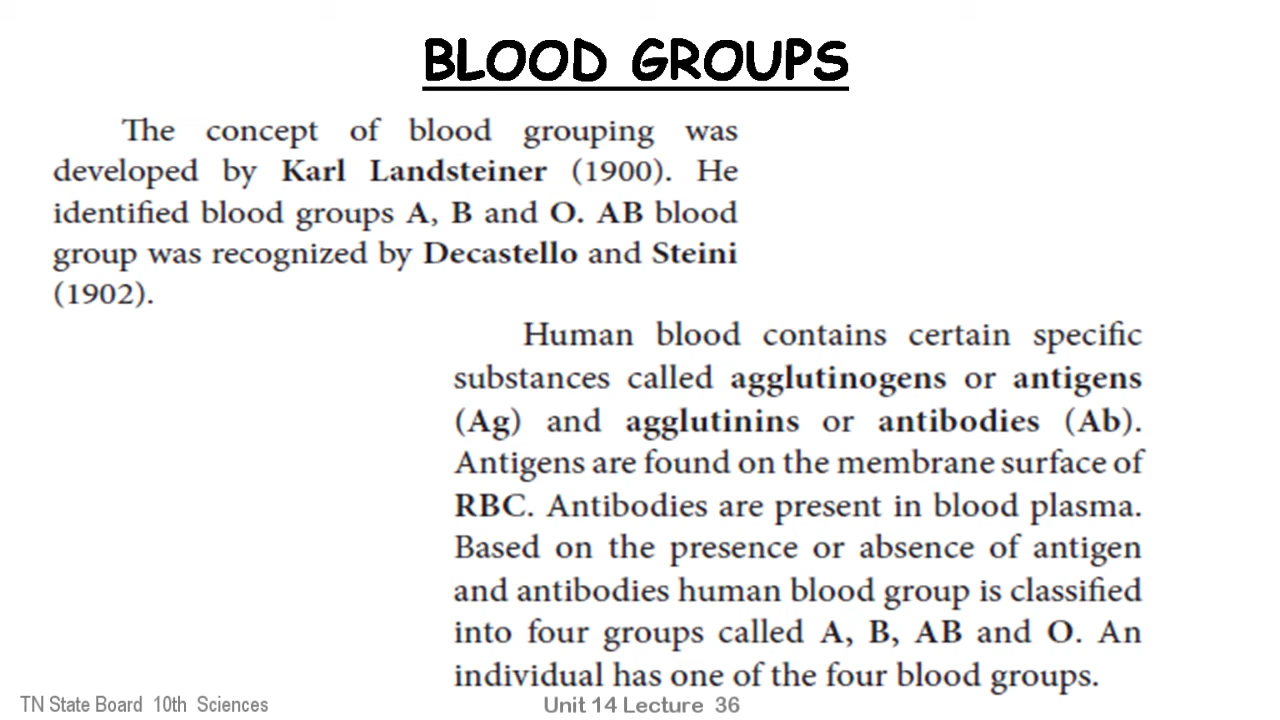 BLOOD GROUPS
The concept of blood grouping was
developed by Karl Landsteiner (1900). He
identified blood groups A, B and O. AB blood
group was recognized by Decastello and Steini
(1902).
Human blood contains certain specific
substances called agglutinogens or antigens
(Ag) and agglutinins or antibodies (Ab).
Antigens are found on the membrane surface of
RBC. Antibodies are present in blood plasma.
Based on the presence or absence of antigen
and antibodies human blood group is classified
into four groups called A, B, AB and O. An
individual has one of the four blood groups.
TN State Board 10th Sciences
Unit 14 Lecture 36